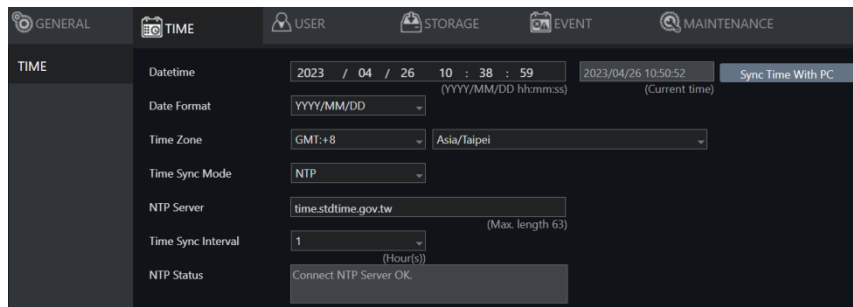 GENERAL TIME USER STORAGE EVENT MAINTENANCE
TIME
Datetime 2023 / 04 / 26 10 : 38 : 59 2023/04/26 10:50:52 Sync Time With PC
(YYYY/MM/DD hh:mm:ss) (Current time)
Date Format YYYY/MM/DD
Time Zone GMT:+8 Asia/Taipei
Time Sync Mode NTP
NTP Server time.stdtime.gov.tw
(Max. length 63)
Time Sync Interval 1
(Hour(s))
NTP Status Connect NTP Server OK.